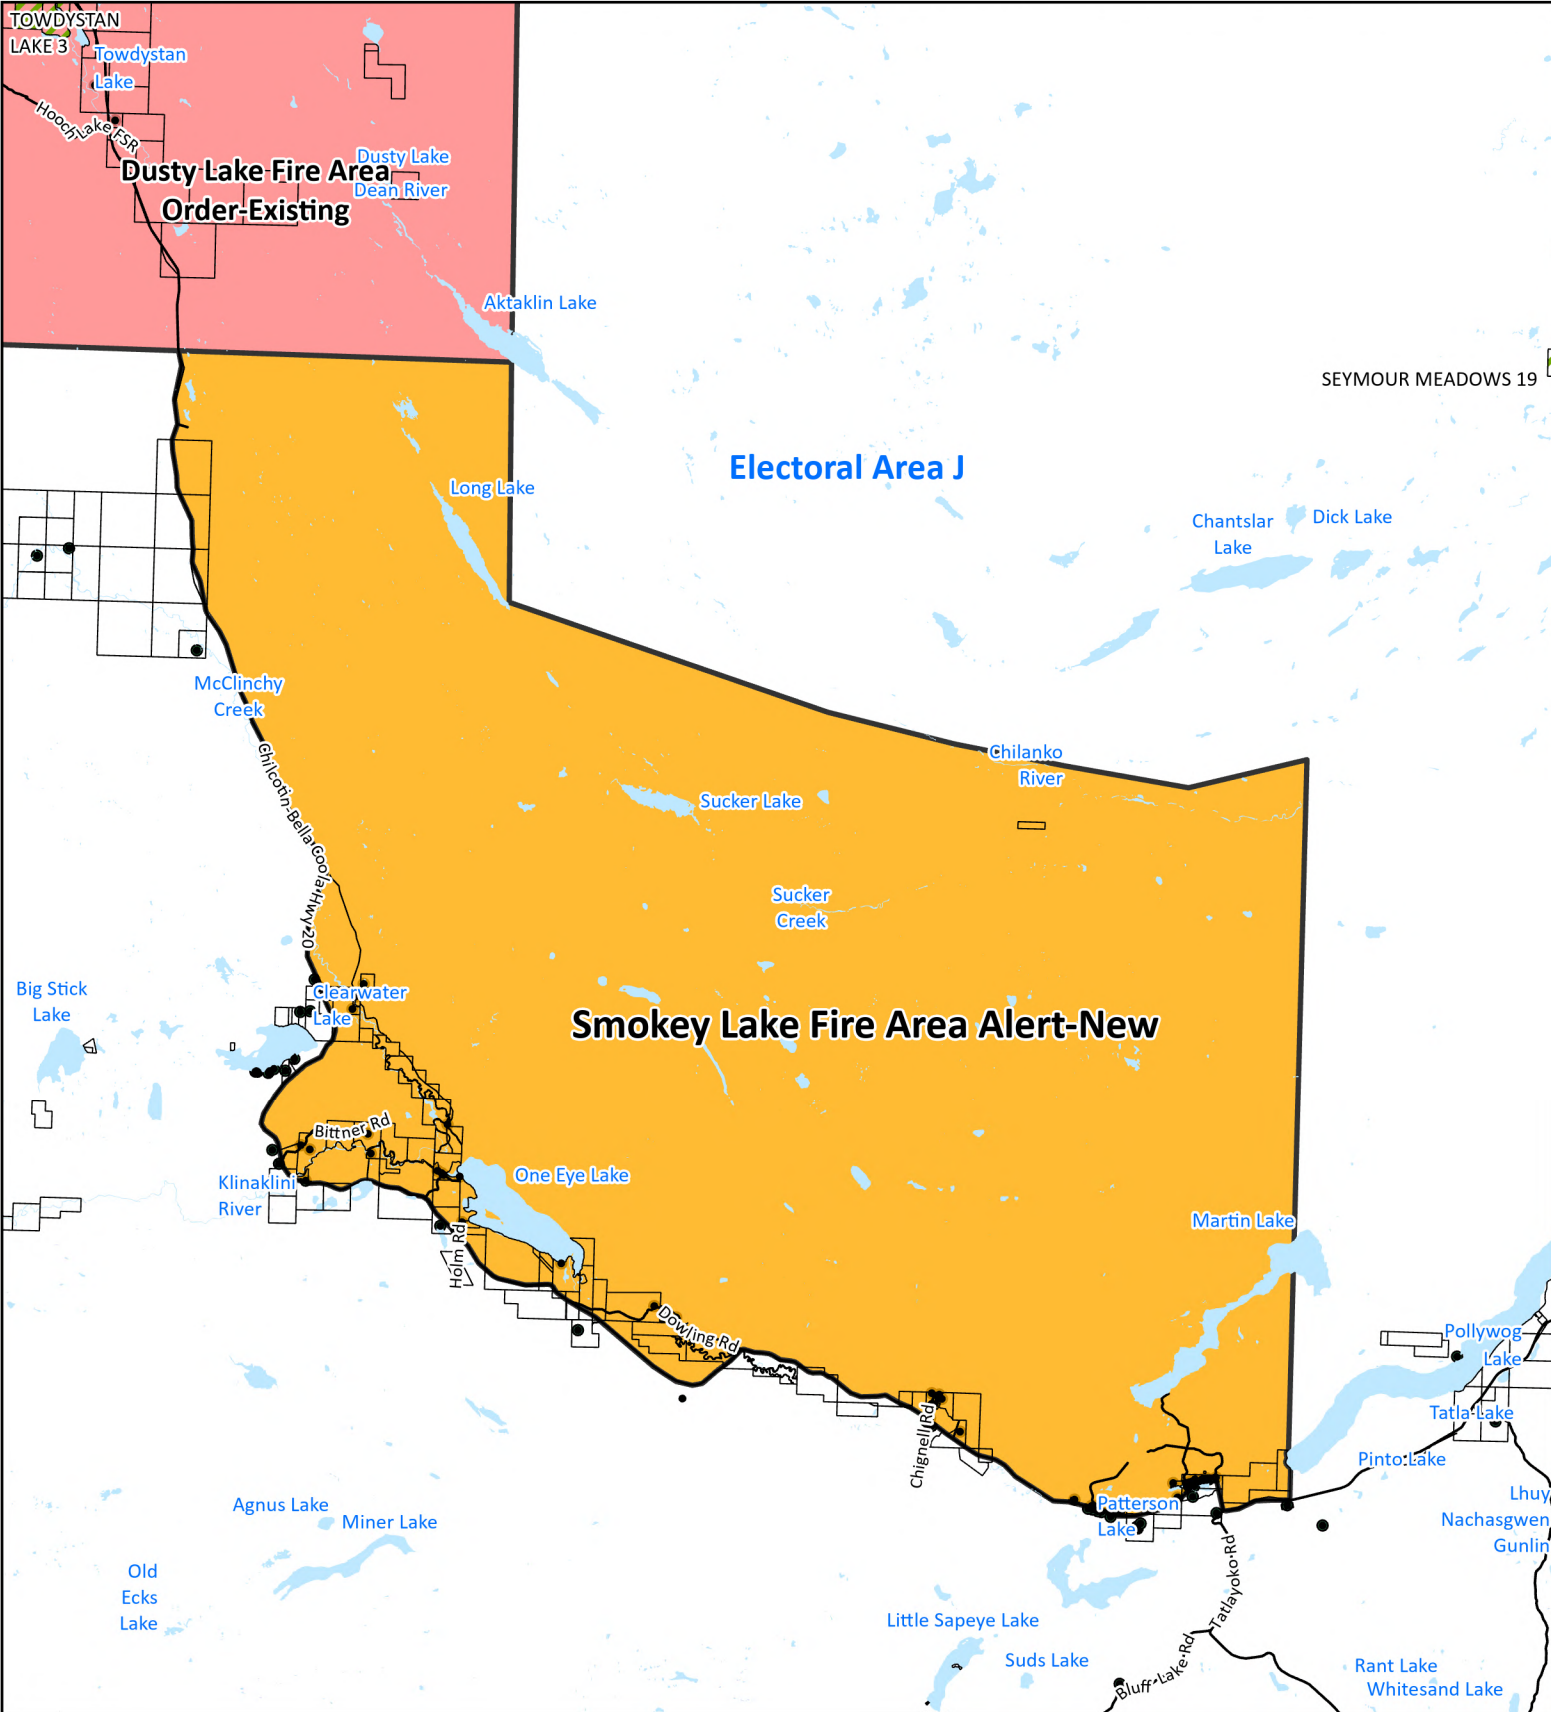 TOWDYSTAN
LAKE 3
Towdystan
Lake
Hooch Lake FSR
Dusty Lake
Dusty Lake Fire Area
Dean River
Order-Existing
Aktaklin Lake
SEYMOUR MEADOWS 19
Electoral Area J
Long Lake
Chantslar
Lake
Dick Lake
McClinchy
Creek
Chilcotin-Bella Coola Hwy 20
Chilanko
River
Sucker Lake
Sucker
Creek
Big Stick
Lake
Clearwater
Lake
Smokey Lake Fire Area Alert-New
Bittner Rd
One Eye Lake
Klinaklini
River
Holm Rd
Martin Lake
Dowling Rd
Pollywog
Lake
Chignell Rd
Tatla Lake
Pinto Lake
Patterson
Lake
Lhuy
Nachasgwen
Gunlin
Agnus Lake
Miner Lake
Old
Ecks
Lake
Tatlayoko Rd
Little Sapeye Lake
Suds Lake
Bluff Lake Rd
Rant Lake
Whitesand Lake